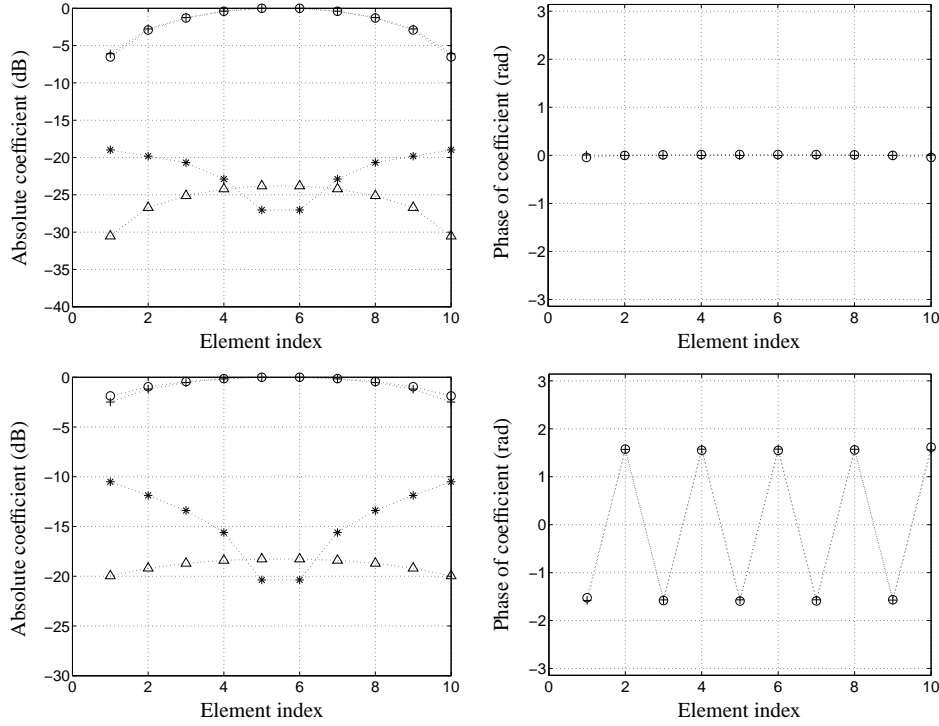 0
−5
−10
−15
−20
−25
−30
−35
−40
0 2 4 6 8 10
Absolute coefficient (dB)
Element index
3
2
1
0
−1
−2
−3
0 2 4 6 8 10
Phase of coefficient (rad)
Element index
0
−5
−10
−15
−20
−25
−30
0 2 4 6 8 10
Absolute coefficient (dB)
Element index
3
2
1
0
−1
−2
−3
0 2 4 6 8 10
Phase of coefficient (rad)
Element index